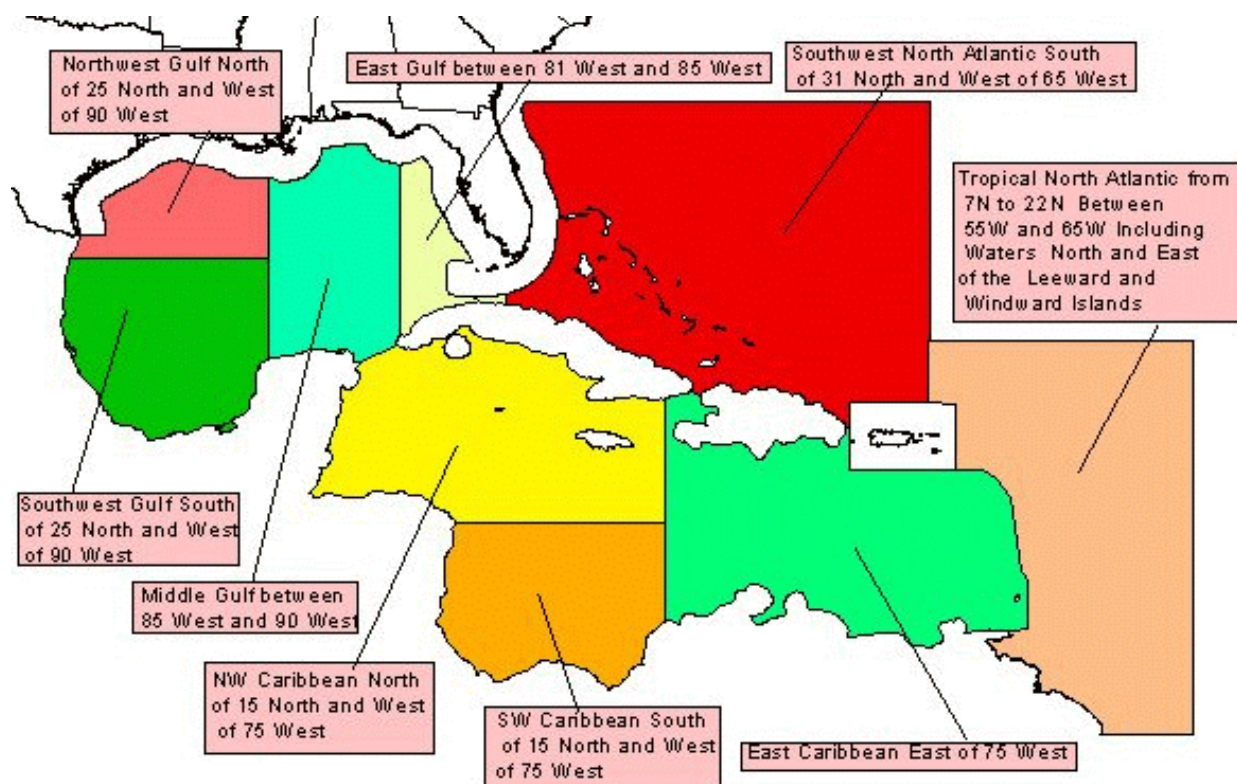 Northwest Gulf North
of 25 North and West
of 90 West
East Gulf between 81 West and 85 West
Southwest North Atlantic South
of 31 North and West of 65 West
Tropical North Atlantic from
7N to 22N Between
55W and 65W Including
Waters North and East
of the Leeward and
Windward Islands
Southwest Gulf South
of 25 North and West
of 90 West
Middle Gulf between
85 West and 90 West
NW Caribbean North
of 15 North and West
of 75 West
SW Caribbean South
of 15 North and West
of 75 West
East Caribbean East of 75 West